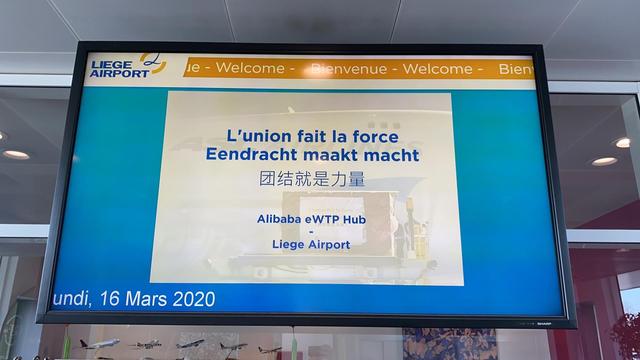 LIEGE
AIRPORT
ue - Welcome - Bienvenue - Welcome - Bien
L'union fait la force
Eendracht maakt macht
团结就是力量
Alibaba eWTP Hub
-
Liege Airport
undi, 16 Mars 2020
SHARP